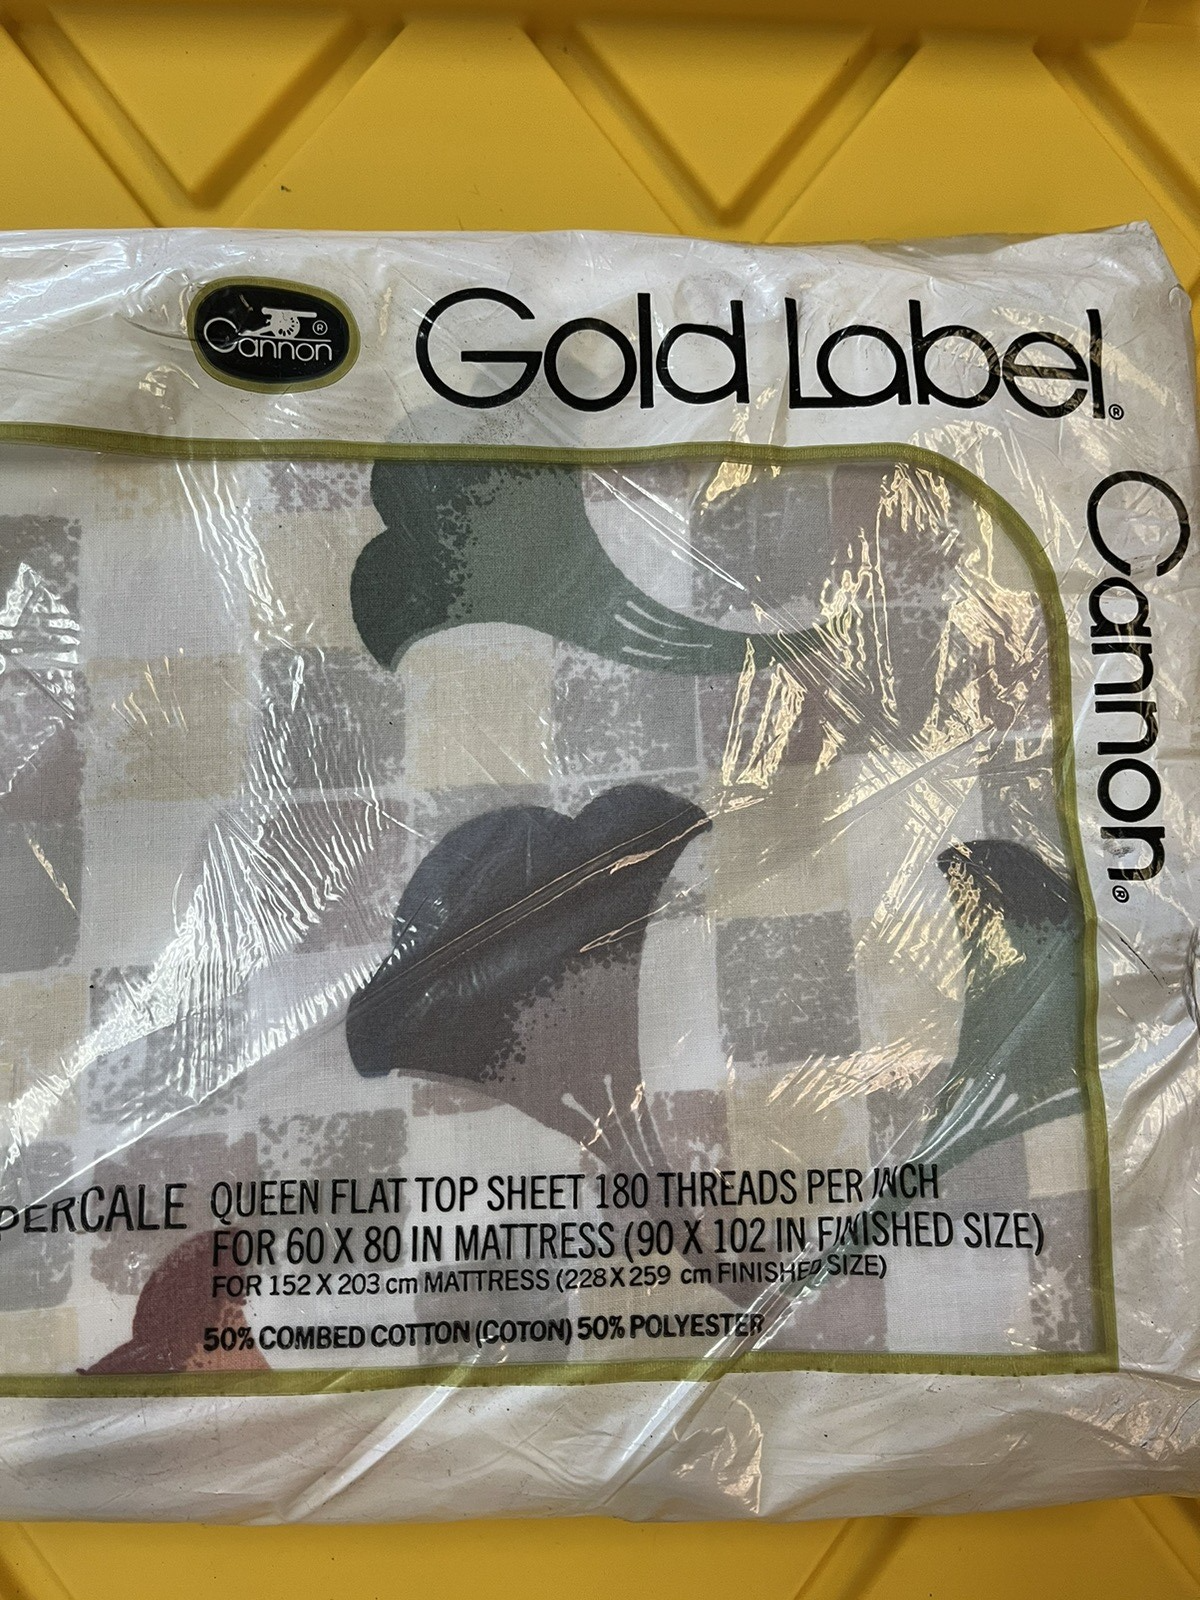 Cannon ®
Gold Label®
Cannon®
PERCALE
QUEEN FLAT TOP SHEET 180 THREADS PER INCH
FOR 60 X 80 IN MATTRESS (90 X 102 IN FINISHED SIZE)
FOR 152 X 203 cm MATTRESS (228 X 259 cm FINISHED SIZE)
50% COMBED COTTON (COTON) 50% POLYESTER